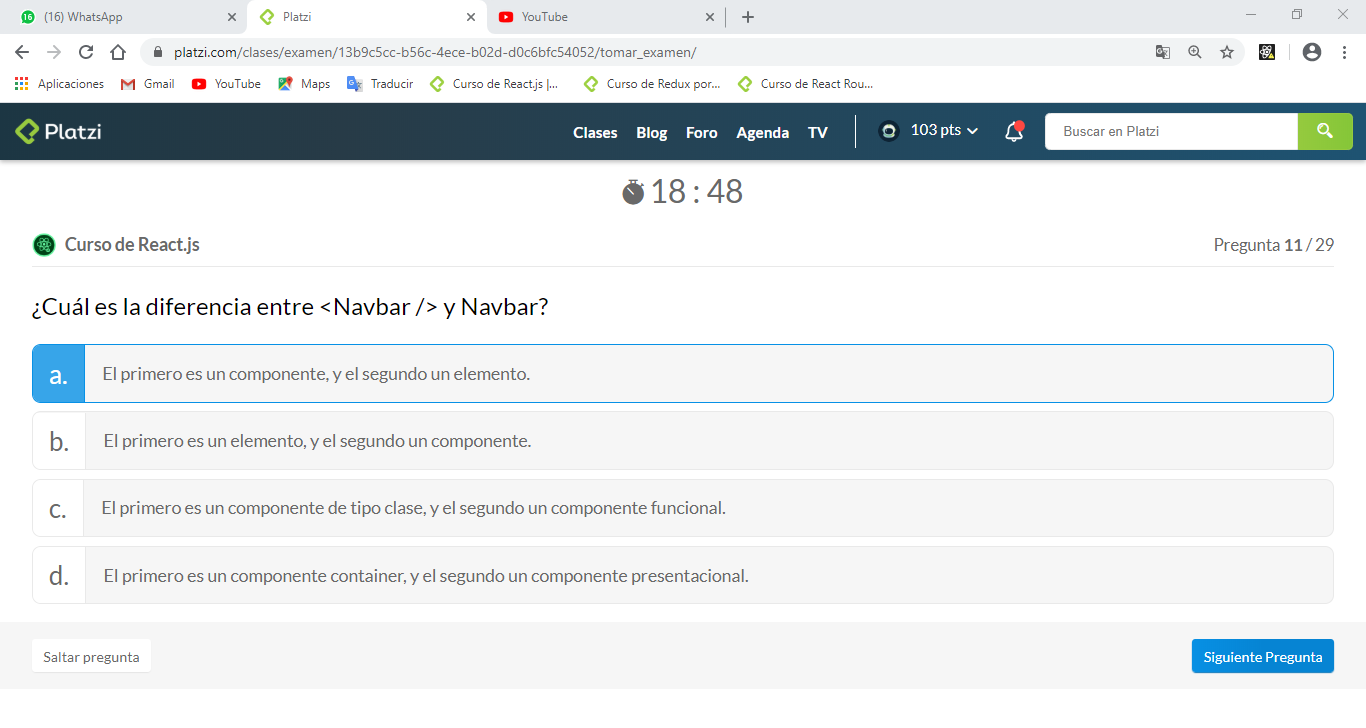 (16) WhatsApp
Platzi
YouTube
platzi.com/clases/examen/13b9c5cc-b56c-4ece-b02d-d0c6bfc54052/tomar_examen/
Aplicaciones Gmail YouTube Maps Traducir Curso de React.js |... Curso de Redux por... Curso de React Rou...
Platzi Clases Blog Foro Agenda TV 103 pts Buscar en Platzi
18 : 48
Curso de React.js Pregunta 11 / 29
¿Cuál es la diferencia entre <Navbar /> y Navbar?
a. El primero es un componente, y el segundo un elemento.
b. El primero es un elemento, y el segundo un componente.
c. El primero es un componente de tipo clase, y el segundo un componente funcional.
d. El primero es un componente container, y el segundo un componente presentacional.
Saltar pregunta Siguiente Pregunta